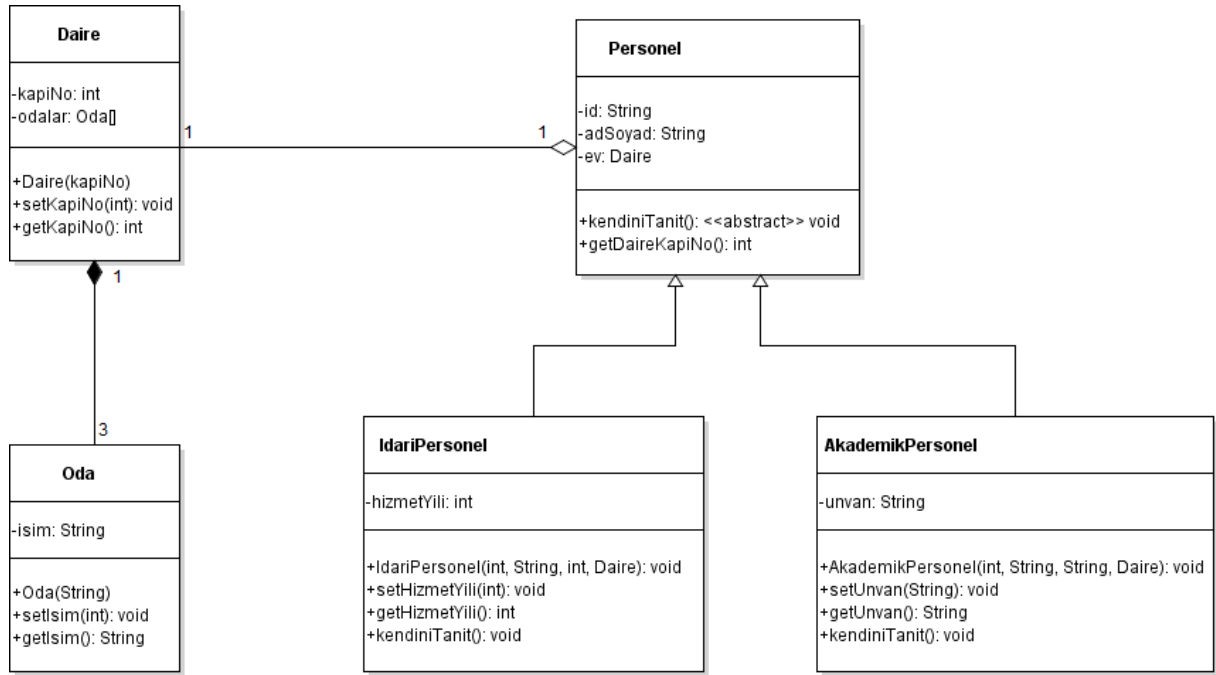 Daire
-kapiNo: int
-odalar: Oda[]
+Daire(kapiNo)
+setKapiNo(int): void
+getKapiNo(): int
1
1
Personel
-id: String
-adSoyad: String
-ev: Daire
+kendiniTanit(): <<abstract>> void
+getDaireKapiNo(): int
1
3
Oda
-isim: String
+Oda(String)
+setIsim(int): void
+getIsim(): String
IdariPersonel
-hizmetYili: int
+IdariPersonel(int, String, int, Daire): void
+setHizmetYili(int): void
+getHizmetYili(): int
+kendiniTanit(): void
AkademikPersonel
-unvan: String
+AkademikPersonel(int, String, String, Daire): void
+setUnvan(String): void
+getUnvan(): String
+kendiniTanit(): void